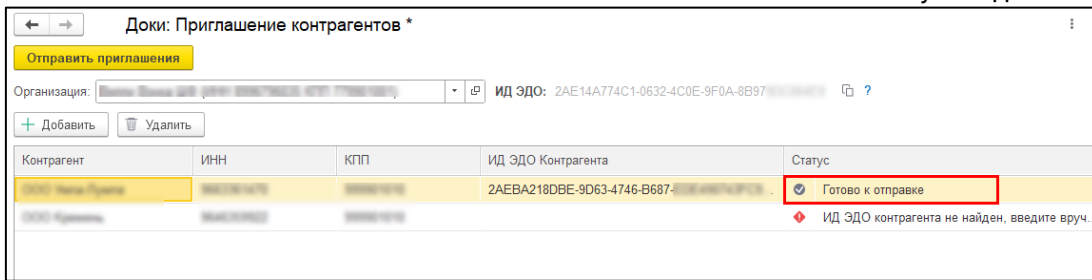 Доки: Приглашение контрагентов *
Отправить приглашения
Организация: ИД ЭДО: 2AE14A774C1-0632-4C0E-9F0A-8B97 ?
Добавить Удалить
Контрагент ИНН КПП ИД ЭДО Контрагента Статус
2AEBA218DBE-9D63-4746-B687- Готово к отправке
ИД ЭДО контрагента не найден, введите вруч..